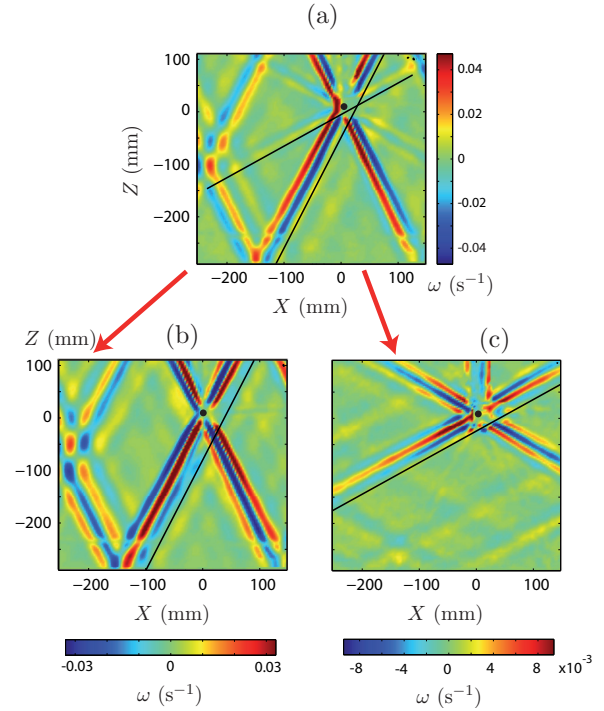 (a)
100
0
−100
−200
Z (mm)
−200 −100 0 100
X (mm)
0.04
0.02
0
-0.02
-0.04
ω (s⁻¹)
Z (mm) (b) (c)
100
0
−100
−200
−200 −100 0 100
X (mm)
−200 −100 0 100
X (mm)
-0.03 0 0.03
ω (s⁻¹)
-8 -4 0 4 8 x10⁻³
ω (s⁻¹)